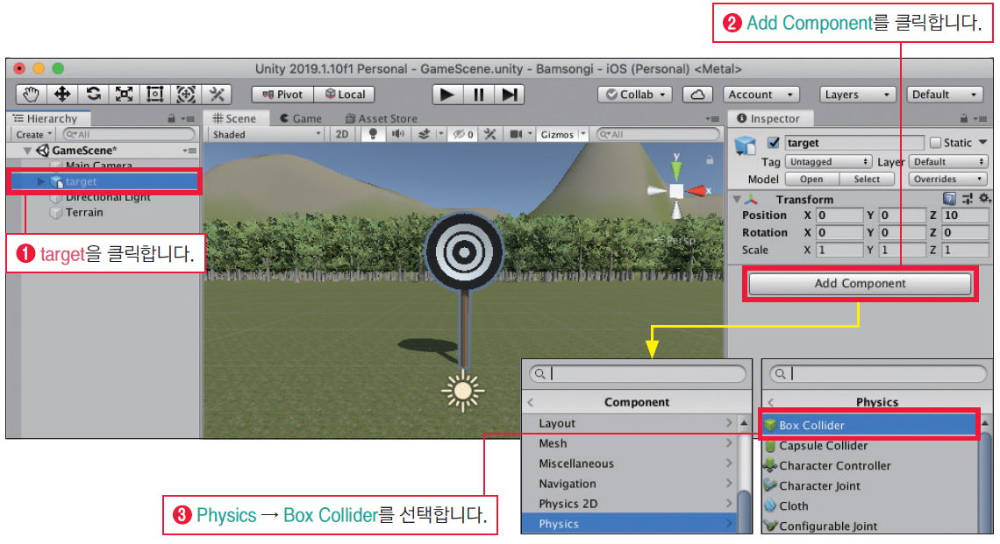 ❷ Add Component를 클릭합니다.
Unity 2019.1.10f1 Personal - GameScene.unity - Bamsongi - iOS (Personal) <Metal>
Pivot Local Collab Account Layers Default
Hierarchy Scene Game Asset Store Inspector
Create All Shaded 2D 0 Gizmos All
target Static
GameScene*
Tag Untagged Layer Default
Main Camera
Model Open Select Overrides
target
Directional Light
Terrain
y
x
Persp
Transform
Position X 0 Y 0 Z 10
Rotation X 0 Y 0 Z 0
Scale X 1 Y 1 Z 1
❶ target을 클릭합니다.
Add Component
Component
Layout
Mesh
Miscellaneous
Navigation
Physics 2D
Physics
Physics
Box Collider
Capsule Collider
Character Controller
Character Joint
Cloth
Configurable Joint
❸ Physics → Box Collider를 선택합니다.